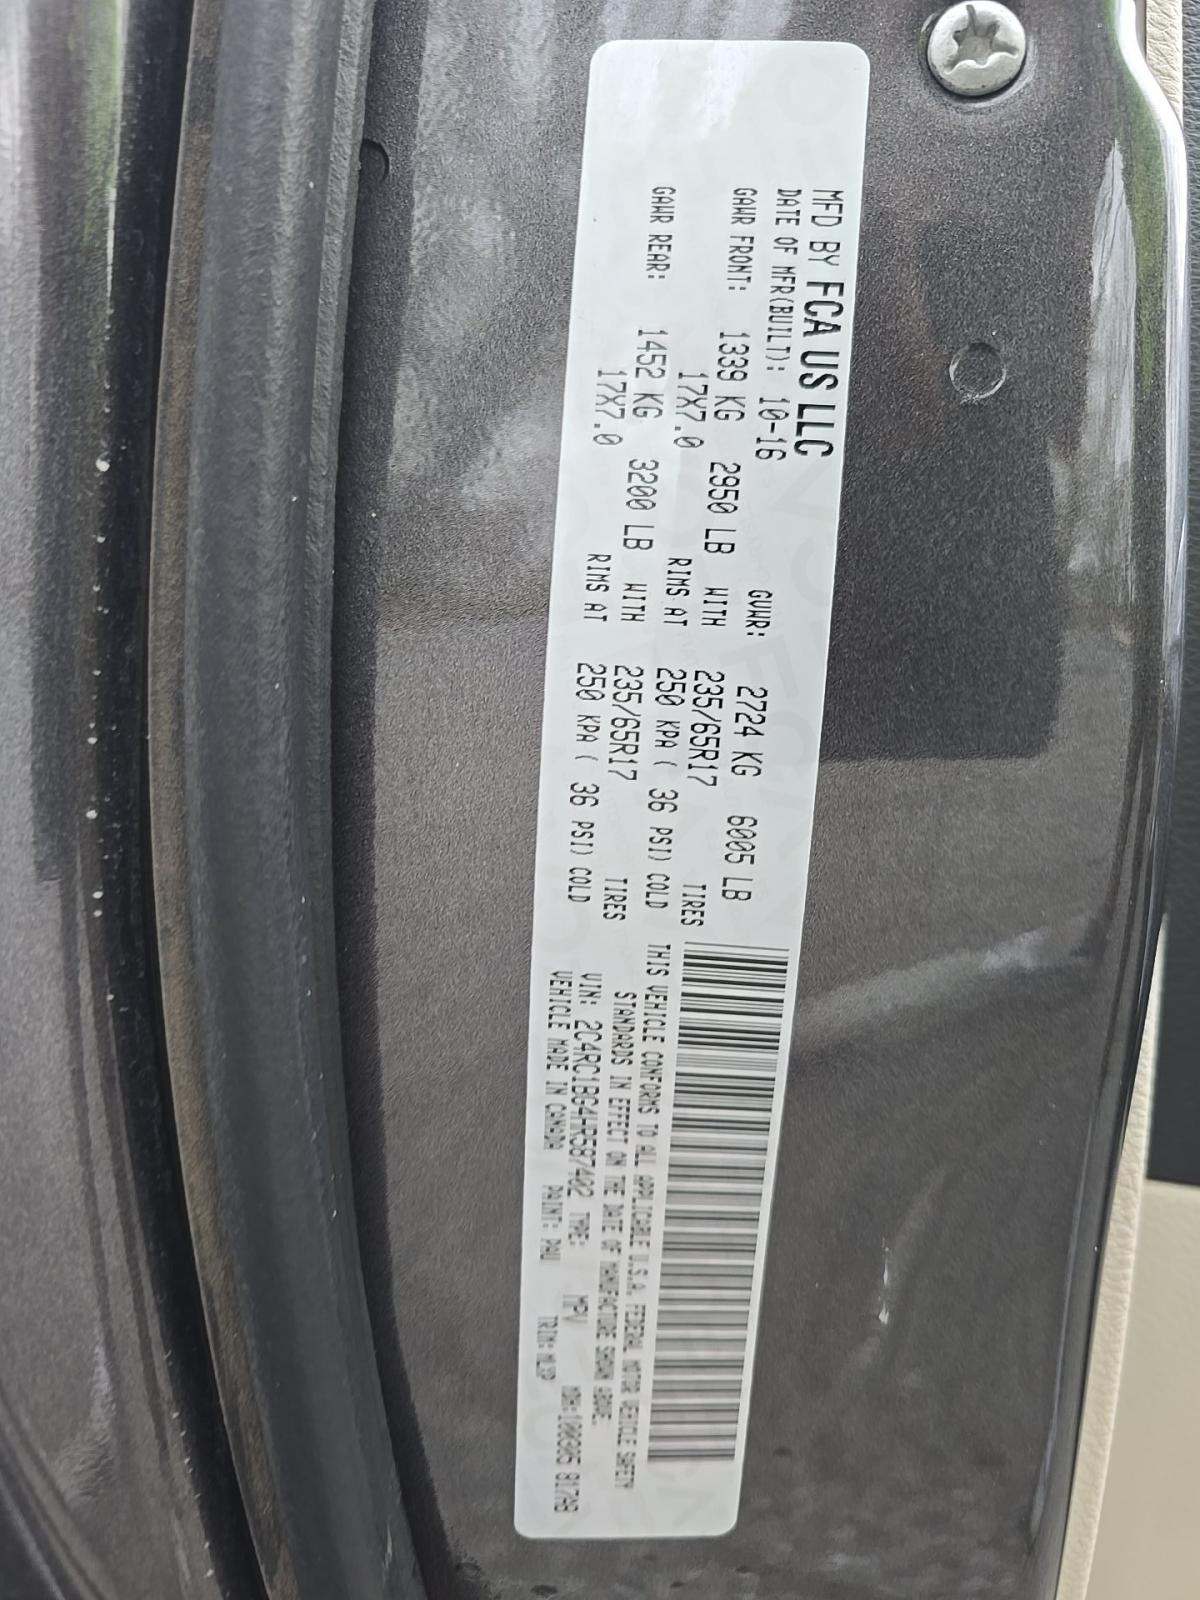 MFD BY FCA US LLC
DATE OF MFR(BUILT): 10-16 GVWR: 2724 KG 6005 LB
GAWR FRONT: 1339 KG 2950 LB WITH 235/65R17 TIRES
17X7.0 RIMS AT 250 KPA ( 36 PSI) COLD
GAWR REAR: 1452 KG 3200 LB WITH 235/65R17 TIRES
17X7.0 RIMS AT 250 KPA ( 36 PSI) COLD
THIS VEHICLE CONFORMS TO ALL APPLICABLE U.S.A. FEDERAL MOTOR VEHICLE SAFETY
STANDARDS IN EFFECT ON THE DATE OF MANUFACTURE SHOWN ABOVE.
VIN: 2C4RC1BG4HR587402 TYPE: MPV MDH:
VEHICLE MADE IN CANADA PAINT: PAU TRIM: